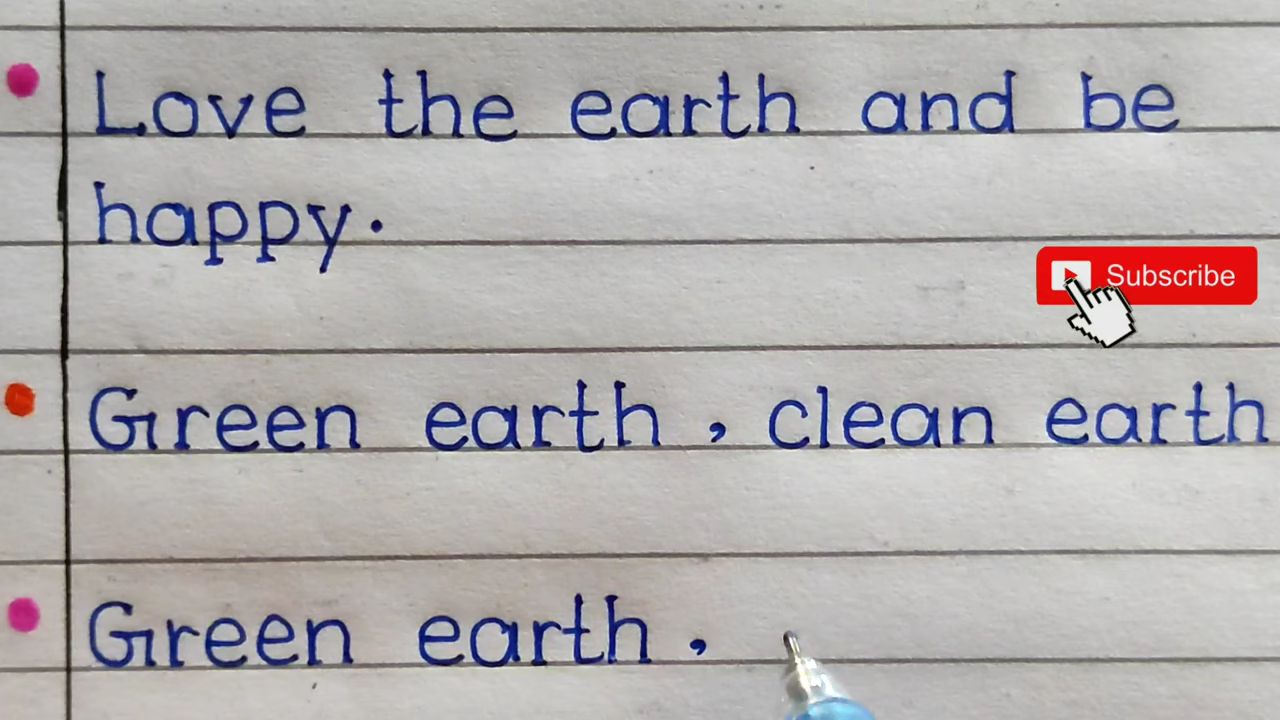 Love the earth and be
happy.
Subscribe
Green earth, clean earth
Green earth,